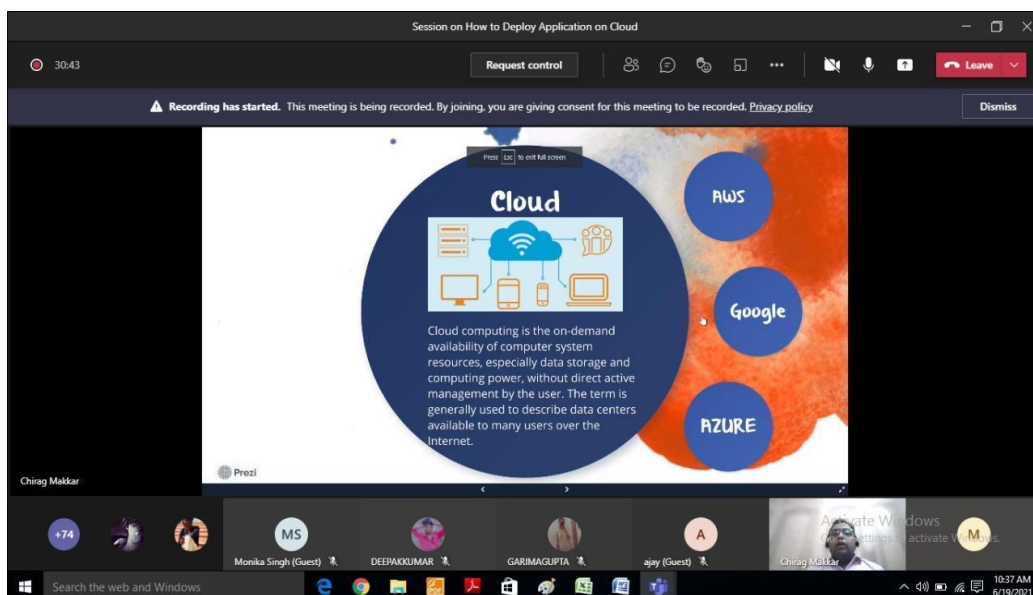 Session on How to Deploy Application on Cloud
30:43
Request control
Leave
Recording has started. This meeting is being recorded. By joining, you are giving consent for this meeting to be recorded. Privacy policy
Dismiss
Press Esc to exit full screen
Cloud
Cloud computing is the on-demand
availability of computer system
resources, especially data storage and
computing power, without direct active
management by the user. The term is
generally used to describe data centers
available to many users over the
Internet.
AWS
Google
AZURE
Prezi
Chirag Makkar
+74
MS
Monika Singh (Guest)
DEEPAKKUMAR
GARIMAGUPTA
A
ajay (Guest)
Chirag Makkar
M
Activate Windows
activate Windows.
Search the web and Windows
10:37 AM